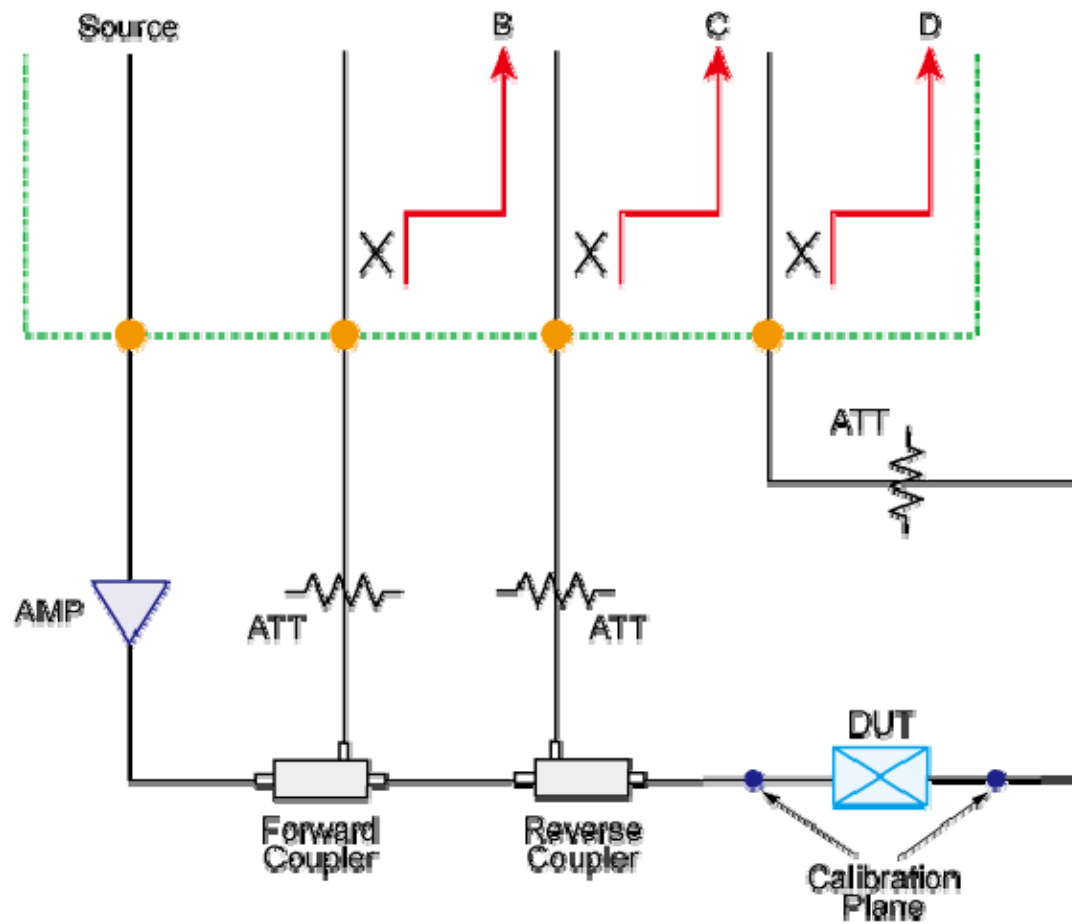 Source
B
C
D
X
X
X
ATT
AMP
ATT
ATT
DUT
Forward
Coupler
Reverse
Coupler
Calibration
Plane